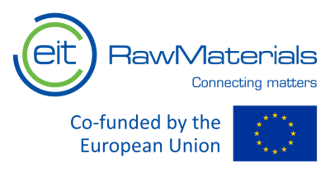 eit RawMaterials
Connecting matters
Co-funded by the
European Union